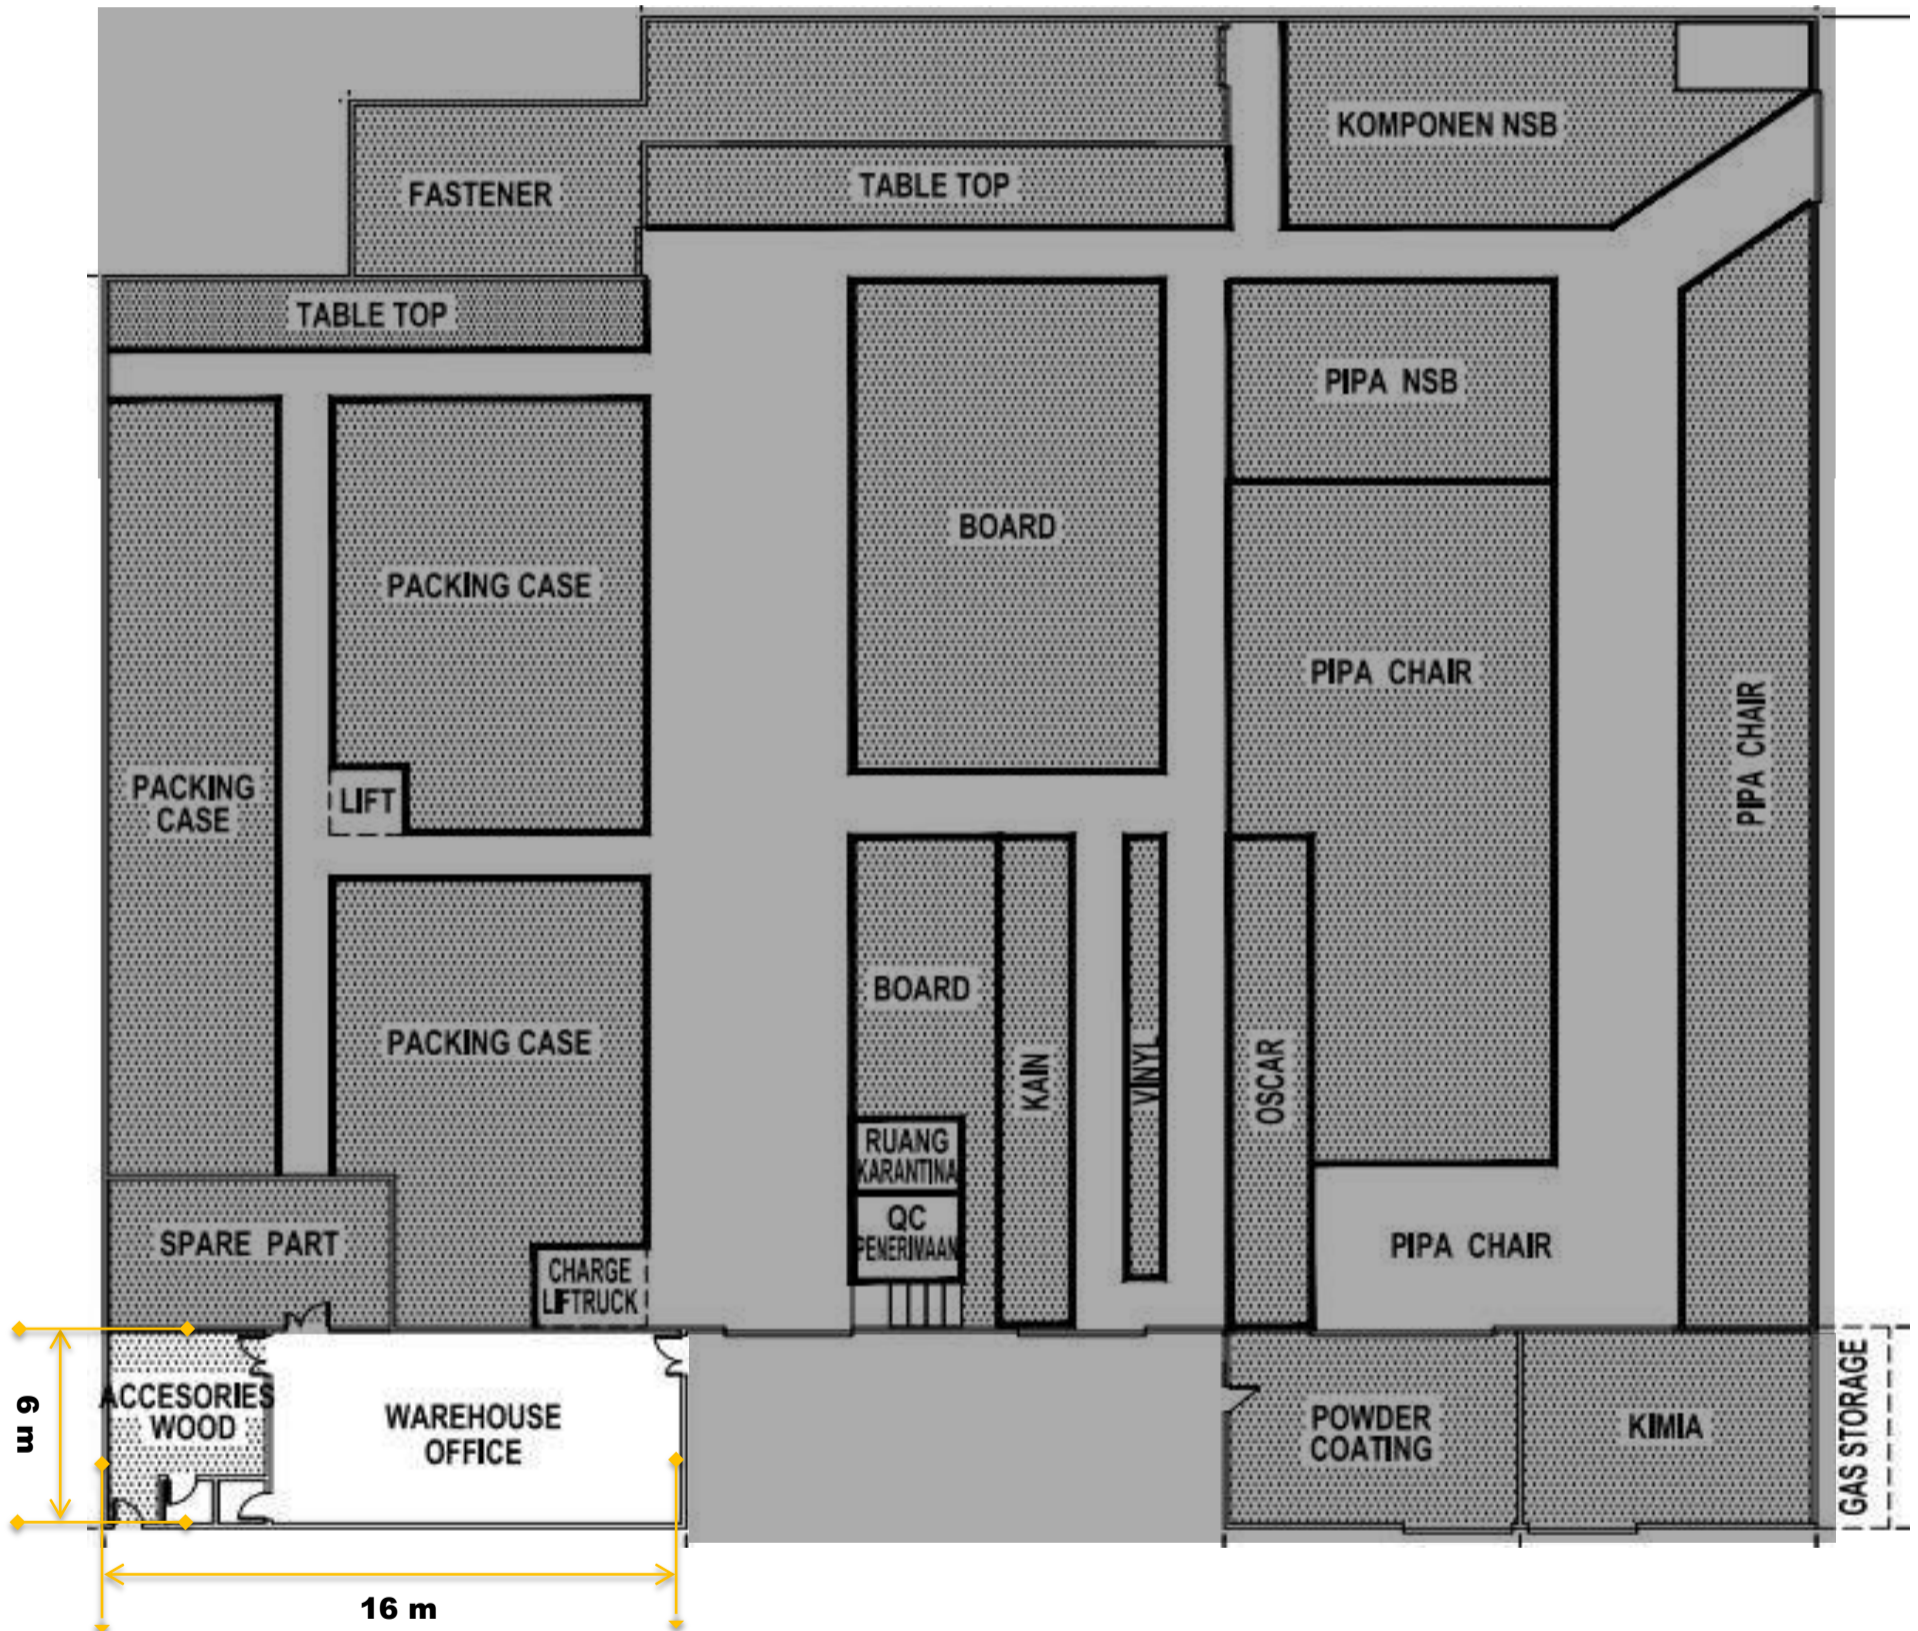 KOMPONEN NSB
FASTENER
TABLE TOP
TABLE TOP
PIPA NSB
BOARD
PACKING CASE
PIPA CHAIR
PIPA CHAIR
PACKING
CASE
LIFT
BOARD
PACKING CASE
KAIN
VINYL
OSCAR
RUANG
KARANTINA
QC
PENERIMAAN
SPARE PART
CHARGE
LIFTRUCK
PIPA CHAIR
6 m
ACCESORIES
WOOD
WAREHOUSE
OFFICE
POWDER
COATING
KIMIA
GAS STORAGE
16 m